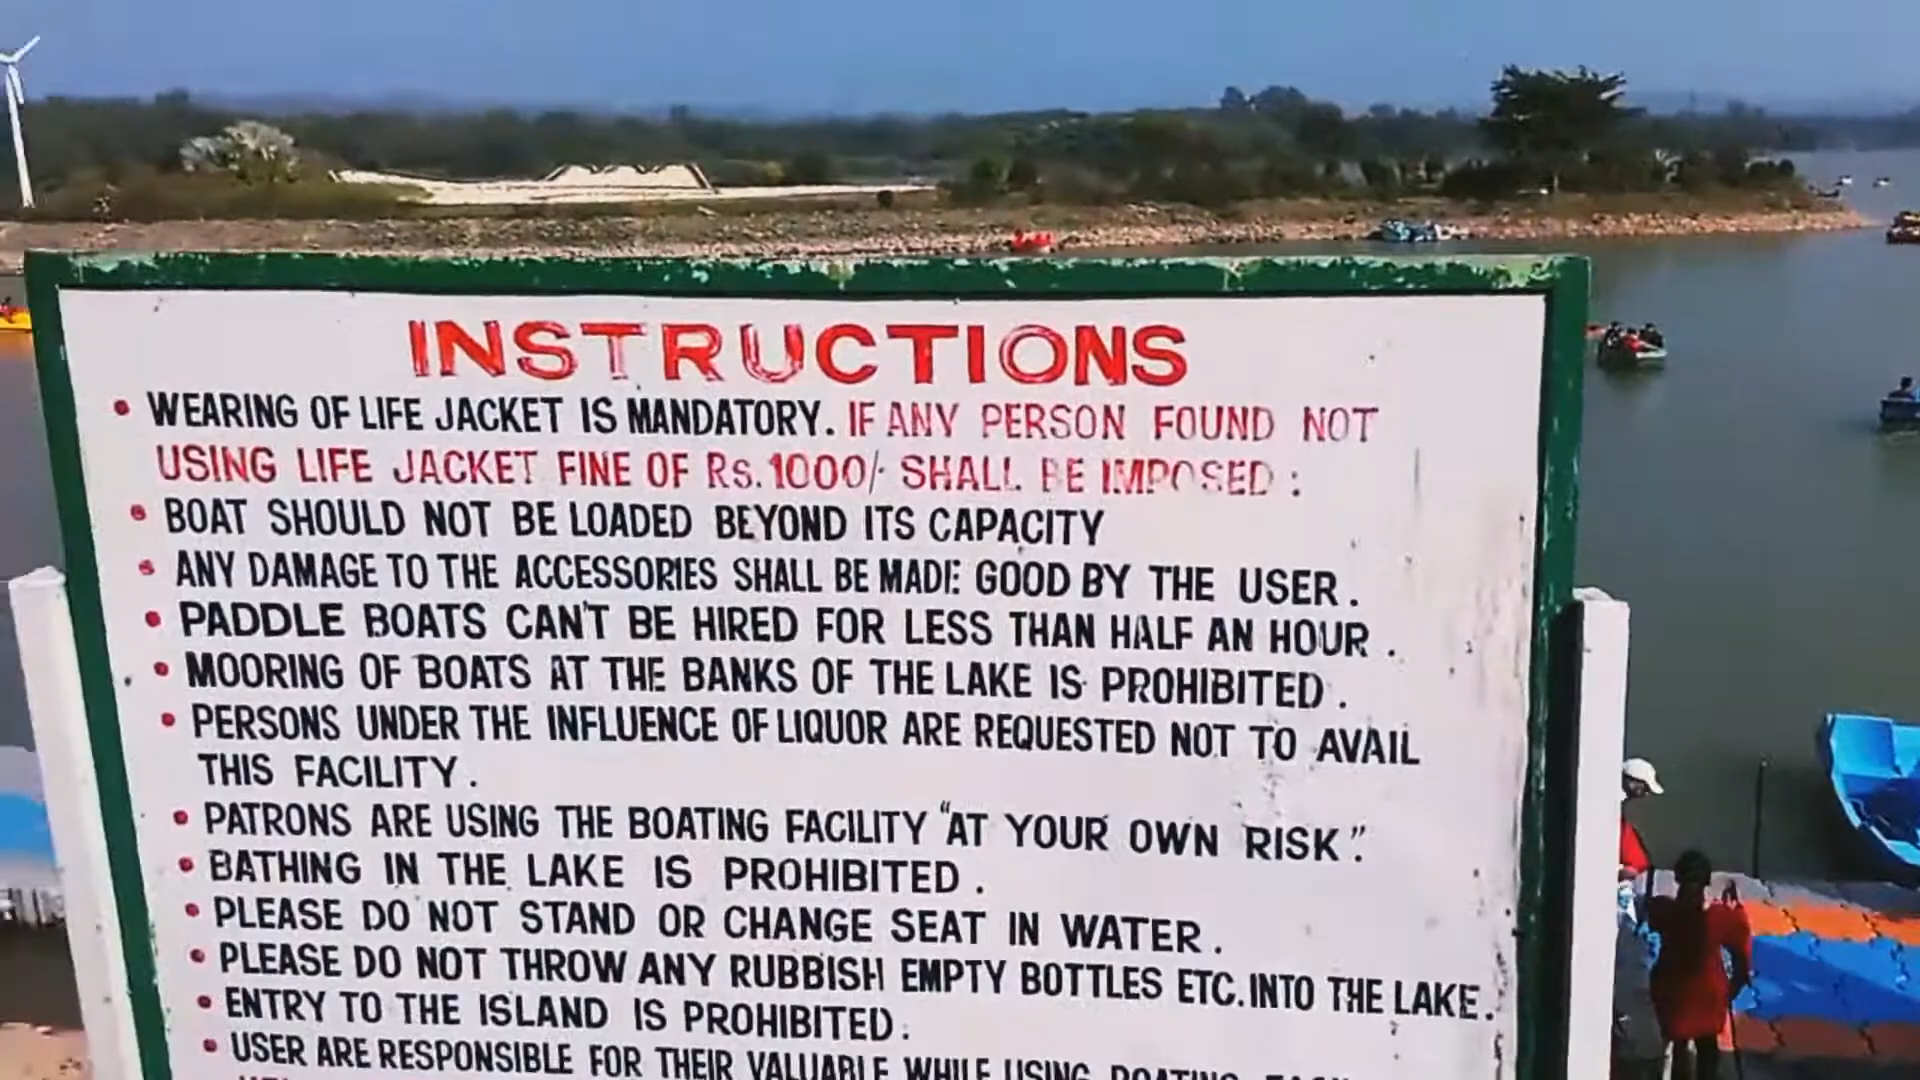 INSTRUCTIONS
• WEARING OF LIFE JACKET IS MANDATORY. IF ANY PERSON FOUND NOT
USING LIFE JACKET FINE OF Rs.1000/- SHALL BE IMPOSED :
• BOAT SHOULD NOT BE LOADED BEYOND ITS CAPACITY
• ANY DAMAGE TO THE ACCESSORIES SHALL BE MADE GOOD BY THE USER.
• PADDLE BOATS CAN'T BE HIRED FOR LESS THAN HALF AN HOUR.
• MOORING OF BOATS AT THE BANKS OF THE LAKE IS PROHIBITED.
• PERSONS UNDER THE INFLUENCE OF LIQUOR ARE REQUESTED NOT TO AVAIL
THIS FACILITY.
• PATRONS ARE USING THE BOATING FACILITY "AT YOUR OWN RISK".
• BATHING IN THE LAKE IS PROHIBITED.
• PLEASE DO NOT STAND OR CHANGE SEAT IN WATER.
• PLEASE DO NOT THROW ANY RUBBISH EMPTY BOTTLES ETC. INTO THE LAKE.
• ENTRY TO THE ISLAND IS PROHIBITED.
• USER ARE RESPONSIBLE FOR THEIR VALUABLE WHILE USING BOATING